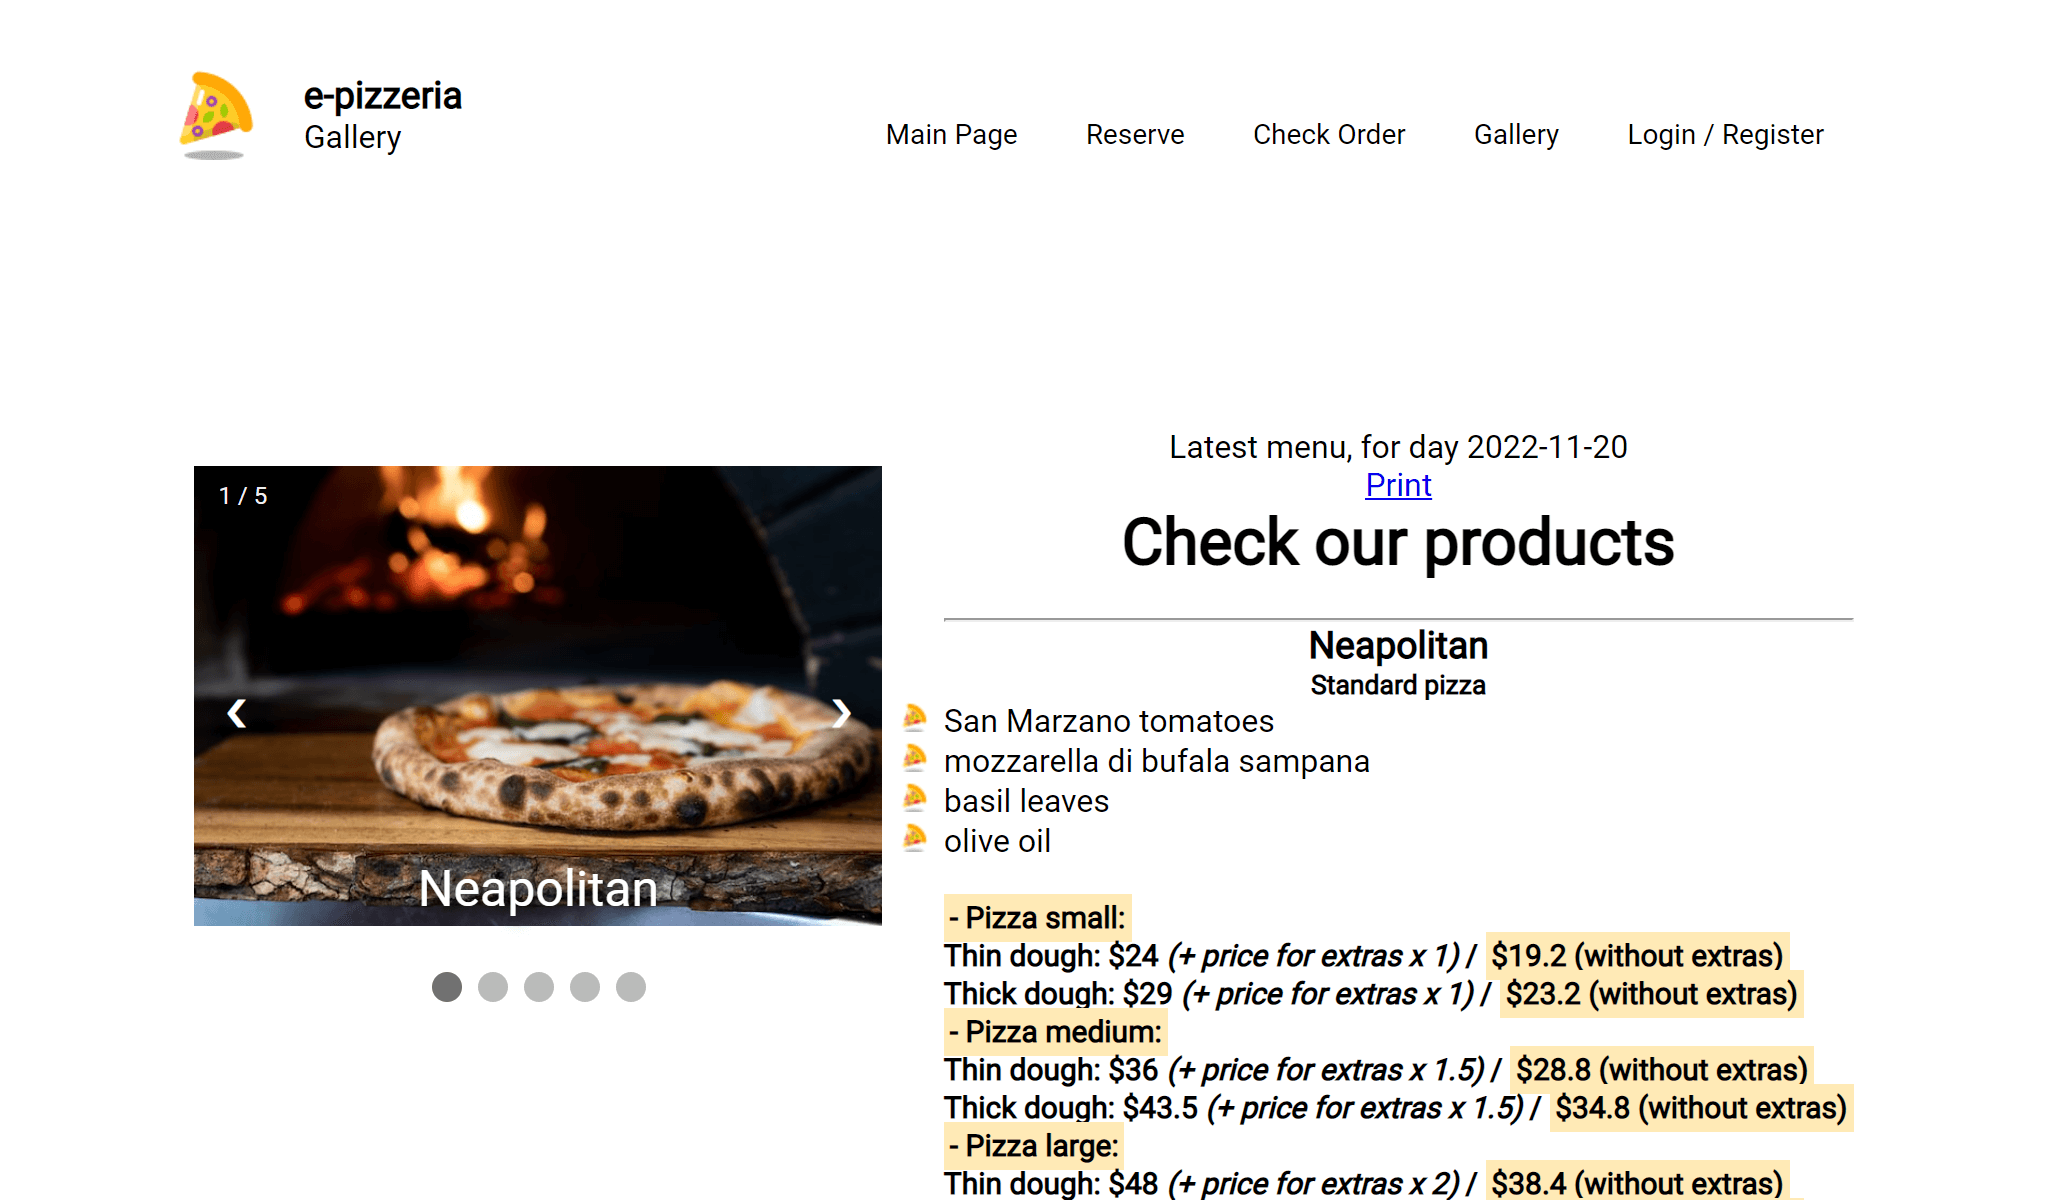 e-pizzeria
Gallery
Main Page
Reserve
Check Order
Gallery
Login / Register
1 / 5
❮
❯
Neapolitan
Latest menu, for day 2022-11-20
Print
Check our products
Neapolitan
Standard pizza
San Marzano tomatoes
mozzarella di bufala sampana
basil leaves
olive oil
- Pizza small:
Thin dough: $24 (+ price for extras x 1) / $19.2 (without extras)
Thick dough: $29 (+ price for extras x 1) / $23.2 (without extras)
- Pizza medium:
Thin dough: $36 (+ price for extras x 1.5) / $28.8 (without extras)
Thick dough: $43.5 (+ price for extras x 1.5) / $34.8 (without extras)
- Pizza large:
Thin dough: $48 (+ price for extras x 2) / $38.4 (without extras)